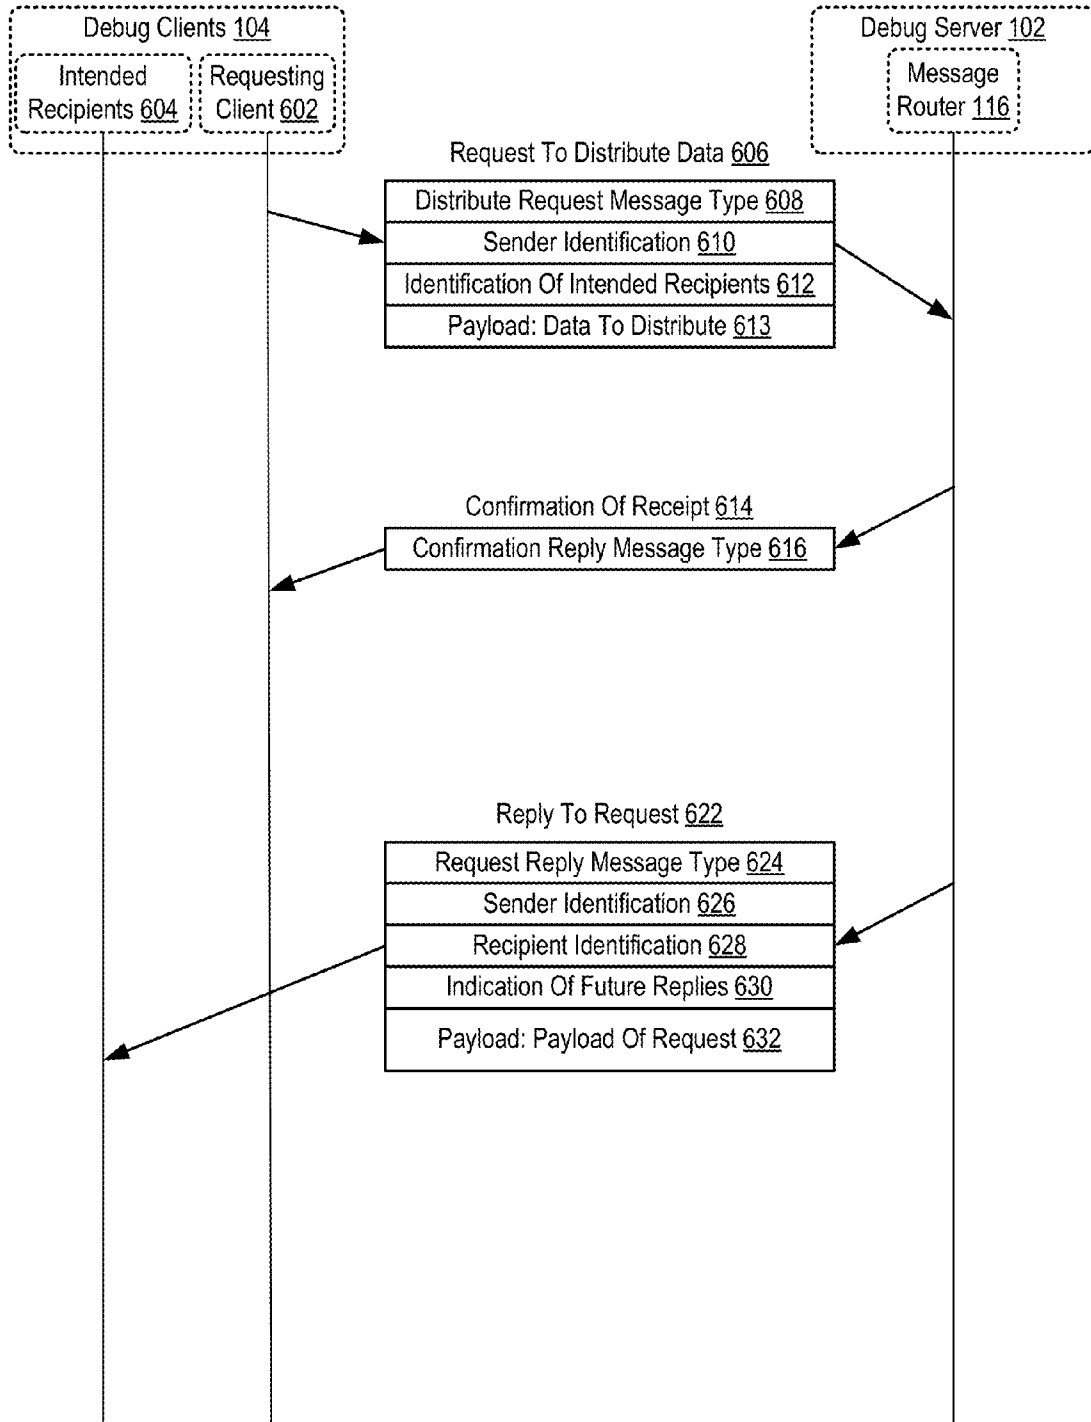 Debug Clients 104
Debug Server 102
Intended
Recipients 604
Requesting
Client 602
Message
Router 116
Request To Distribute Data 606
Distribute Request Message Type 608
Sender Identification 610
Identification Of Intended Recipients 612
Payload: Data To Distribute 613
Confirmation Of Receipt 614
Confirmation Reply Message Type 616
Reply To Request 622
Request Reply Message Type 624
Sender Identification 626
Recipient Identification 628
Indication Of Future Replies 630
Payload: Payload Of Request 632